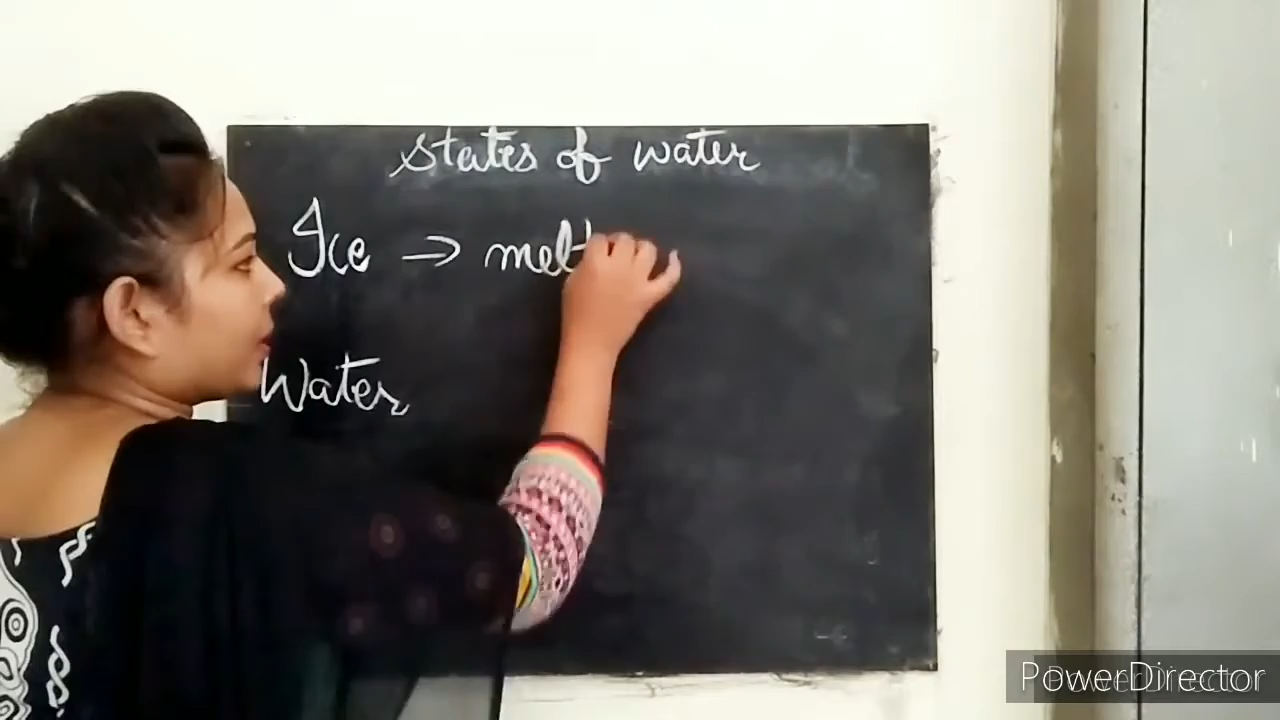 states of water
Ice → melt
Water
PowerDirector